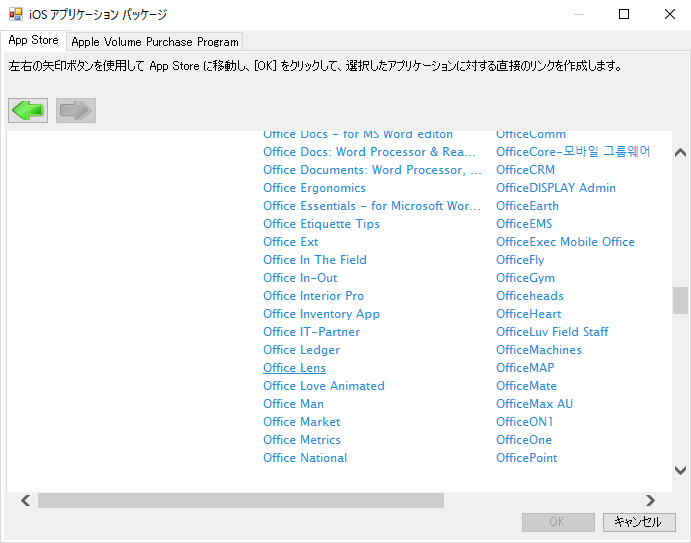 iOS アプリケーション パッケージ
App Store
Apple Volume Purchase Program
左右の矢印ボタンを使用して App Store に移動し、[OK] をクリックして、選択したアプリケーションに対する直接のリンクを作成します。
Office Docs - for MS Word editon
Office Docs: Word Processor & Rea...
Office Documents: Word Processor, ...
Office Ergonomics
Office Essentials - for Microsoft Wor...
Office Etiquette Tips
Office Ext
Office In The Field
Office In-Out
Office Interior Pro
Office Inventory App
Office IT-Partner
Office Ledger
Office Lens
Office Love Animated
Office Man
Office Market
Office Metrics
Office National
OfficeComm
OfficeCore-모바일 그룹웨어
OfficeCRM
OfficeDISPLAY Admin
OfficeEarth
OfficeEMS
OfficeExec Mobile Office
OfficeFly
OfficeGym
Officeheads
OfficeHeart
OfficeLuv Field Staff
OfficeMachines
OfficeMAP
OfficeMate
OfficeMax AU
OfficeON1
OfficeOne
OfficePoint
OK
キャンセル